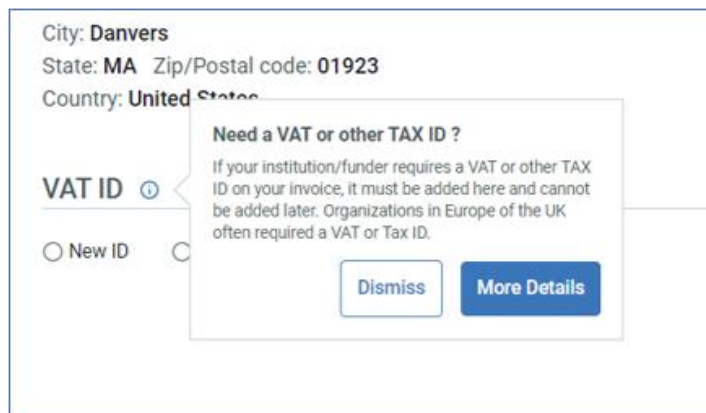 City: Danvers
State: MA Zip/Postal code: 01923
Country: United States
Need a VAT or other TAX ID ?
If your institution/funder requires a VAT or other TAX
ID on your invoice, it must be added here and cannot
be added later. Organizations in Europe of the UK
often required a VAT or Tax ID.
VAT ID
New ID
Dismiss
More Details